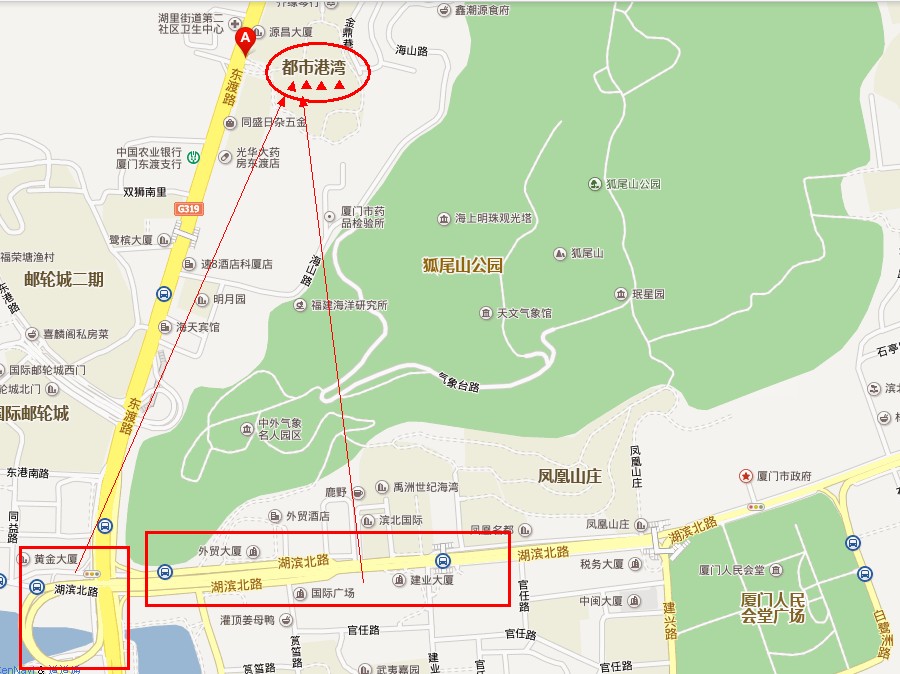 鑫潮源食府
湖里街道第二
社区卫生中心
源昌大厦
金鼎巷
海山路
A
都市港湾
东渡路
同盛日杂五金
中国农业银行
厦门东渡支行
光华大药
房东渡店
双狮南里
狐尾山公园
G319
厦门市药
品检验所
海上明珠观光塔
鹭槟大厦
福荣塘渔村
速8酒店科厦店
海山路
狐尾山公园
狐尾山
邮轮城二期
东港路
明月园
福建海洋研究所
珉星园
天文气象馆
海天宾馆
喜麟阁私房菜
石亭
国际邮轮城西门
轮城北门
气象台路
滨北
国际邮轮城
东渡路
中外气象
名人园区
东港南路
凤凰山庄
凤凰山庄
厦门市政府
鹿野
禹洲世纪海湾
同益路
外贸酒店
滨北国际
凤凰名都
凤凰山庄
湖滨北路
黄金大厦
外贸大厦
湖滨北路
湖滨北路
税务大厦
厦门人民会堂
湖滨北路
湖滨北路
建业大厦
国际广场
官任路
中闽大厦
厦门人民
会堂广场
建兴路
灌顶姜母鸭
官任路
官任路
筼筜路
建业
官任路
筼筜路
武夷嘉园